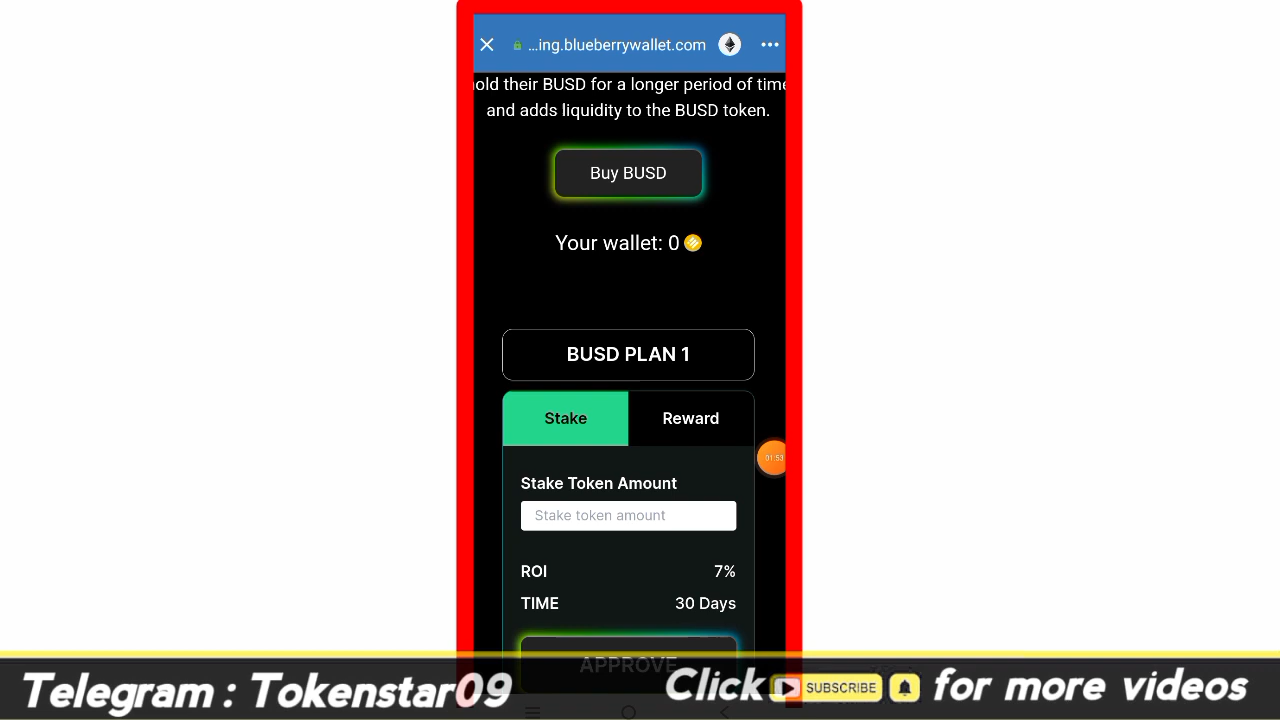 ...ing.blueberrywallet.com
hold their BUSD for a longer period of time
and adds liquidity to the BUSD token.
Buy BUSD
Your wallet: 0
BUSD PLAN 1
Stake Reward
Stake Token Amount
Stake token amount
01:53
ROI 7%
TIME 30 Days
APPROVE
Telegram : Tokenstar09
Click SUBSCRIBE for more videos